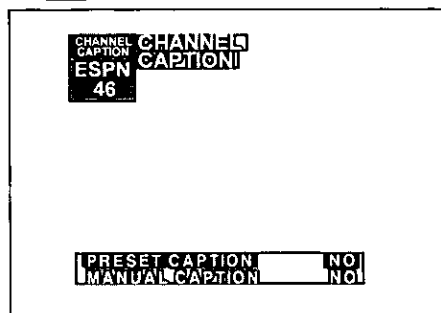 CHANNEL
CAPTION
ESPN
46
CHANNEL
CAPTION
PRESET CAPTION NO
MANUAL CAPTION NO